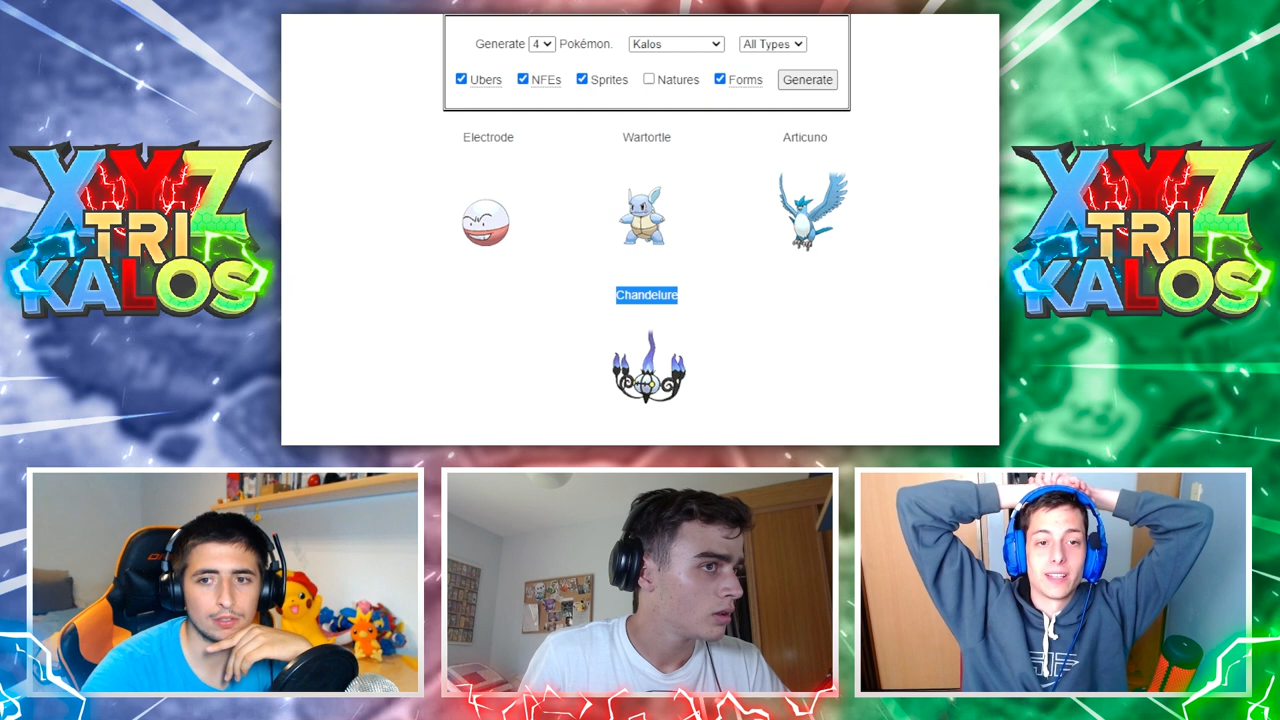 Generate 4 Pokémon. Kalos All Types
Ubers NFEs Sprites Natures Forms Generate
Electrode Wartortle Articuno
Chandelure
XYZ
TRI
KALOS
XYZ
TRI
KALOS